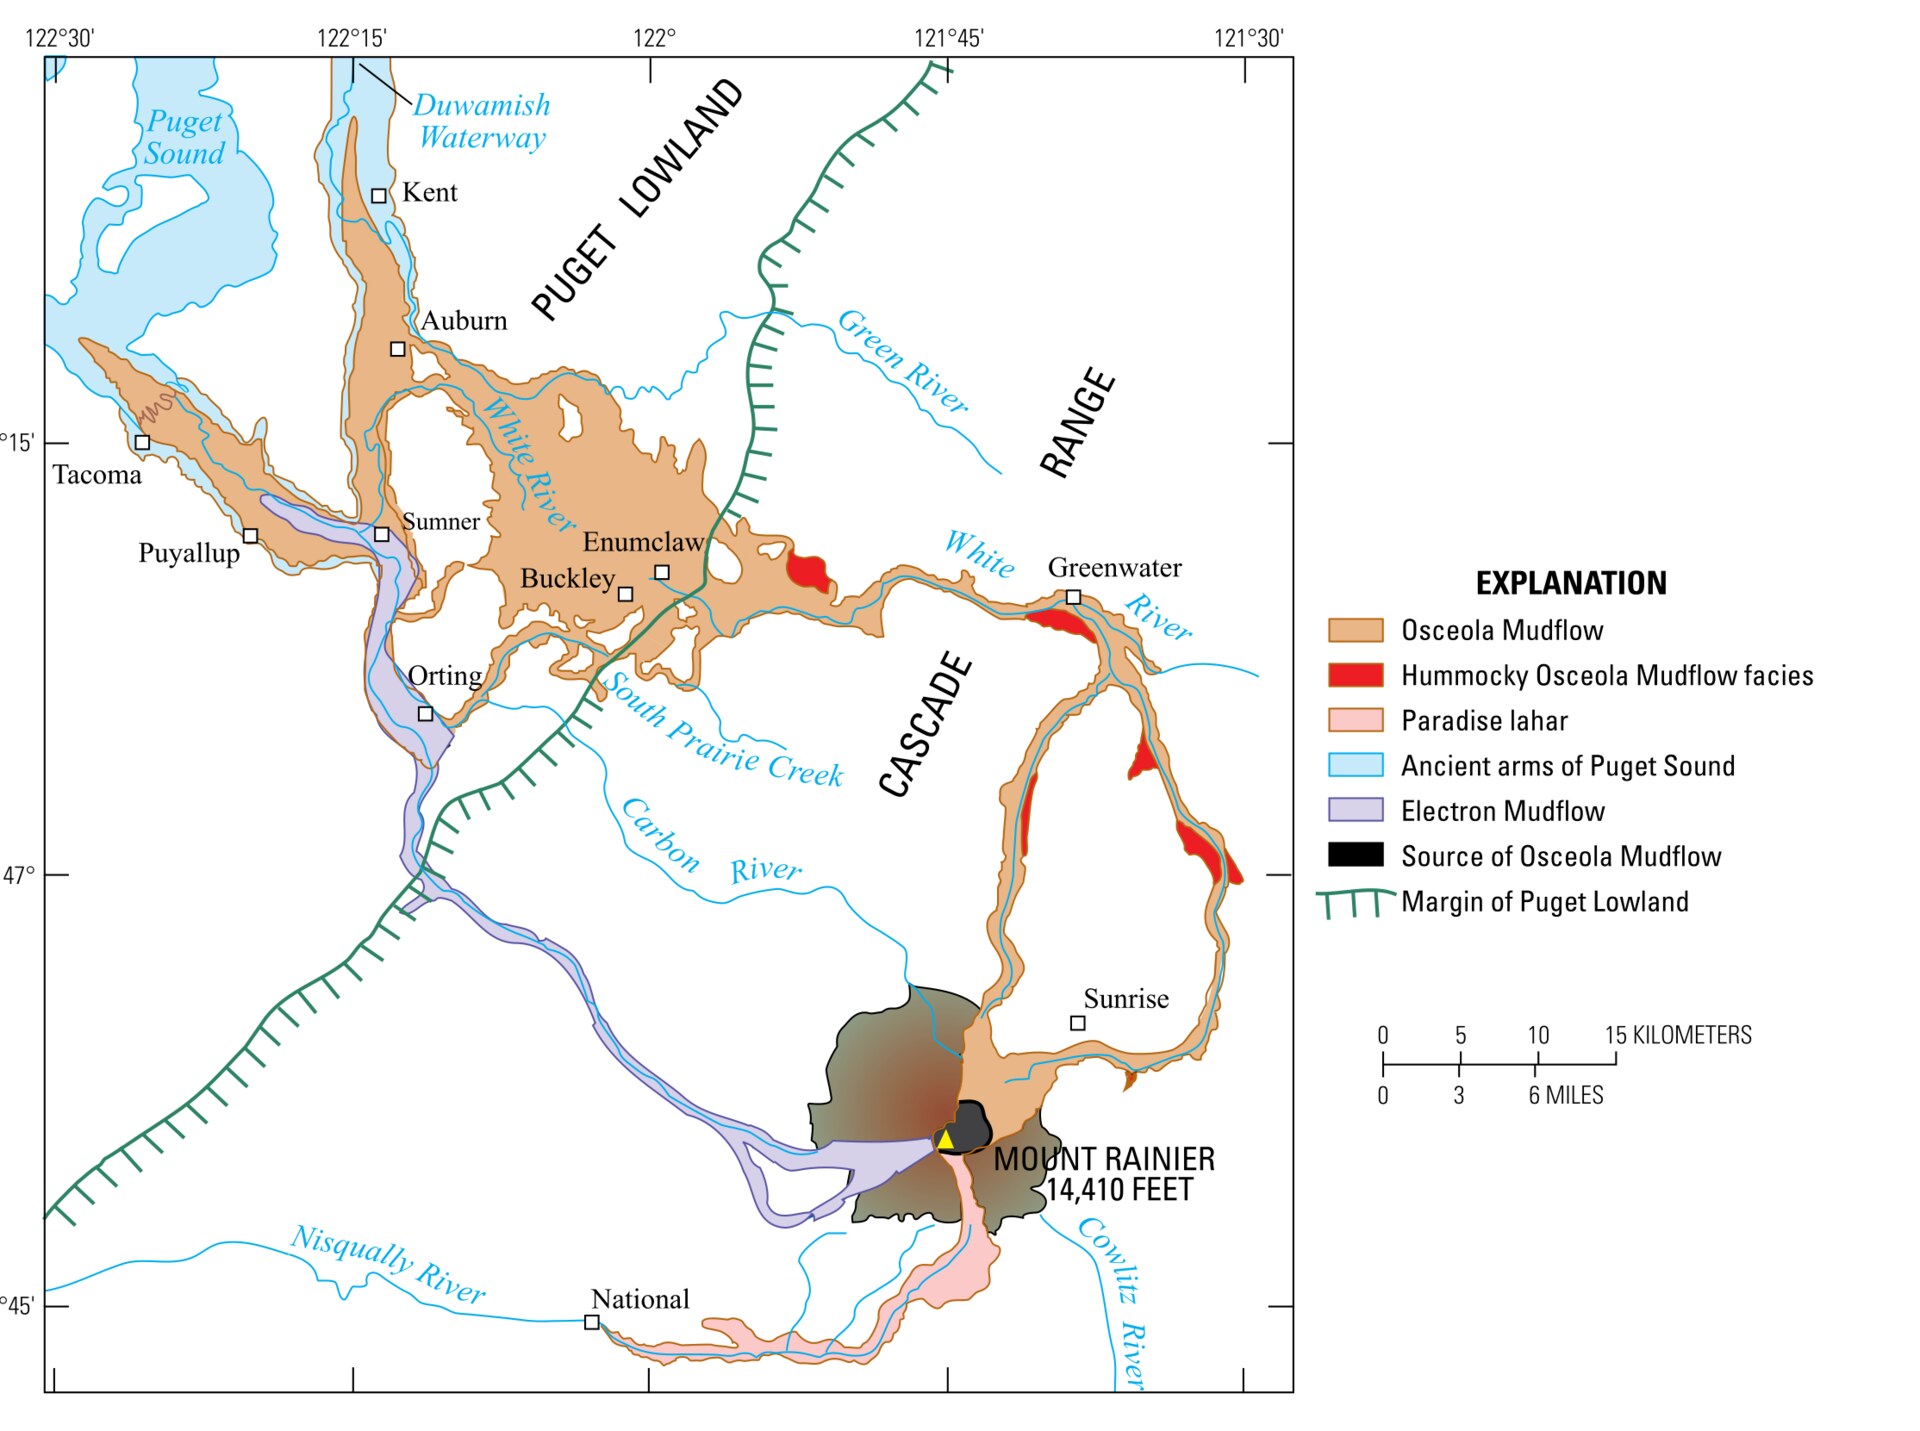 122°30'
122°15'
122°
121°45'
121°30'
Puget
Sound
Duwamish
Waterway
Kent
PUGET LOWLAND
Auburn
Green River
RANGE
°15'
White River
Tacoma
Sumner
Puyallup
Enumclaw
Buckley
White
River
Greenwater
Orting
South Prairie Creek
CASCADE
Carbon River
47°
Sunrise
MOUNT RAINIER
14,410 FEET
Nisqually River
Cowlitz River
National
°45'
EXPLANATION
Osceola Mudflow
Hummocky Osceola Mudflow facies
Paradise lahar
Ancient arms of Puget Sound
Electron Mudflow
Source of Osceola Mudflow
Margin of Puget Lowland
0 5 10 15 KILOMETERS
0 3 6 MILES